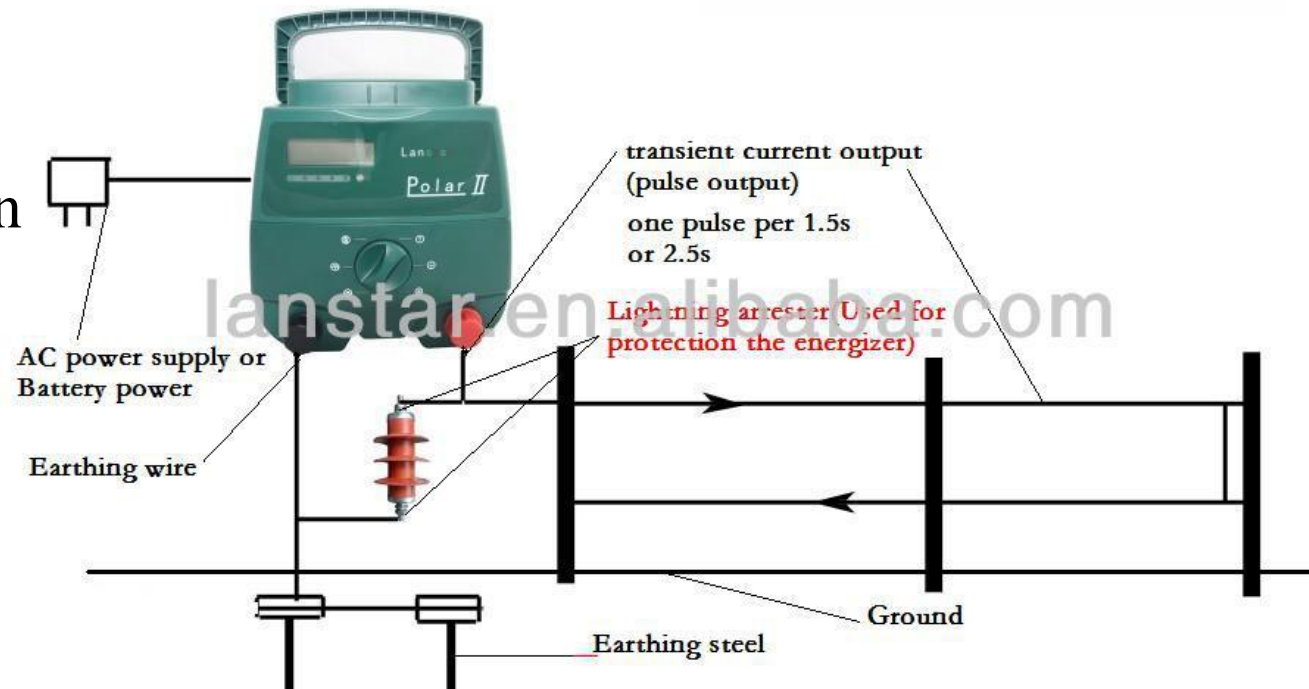 n
Polar II
transient current output
(pulse output)
one pulse per 1.5s
or 2.5s
lanstar.en.alibaba.com
Lightning arrester(Used for
protection the energizer)
AC power supply or
Battery power
Earthing wire
Ground
Earthing steel